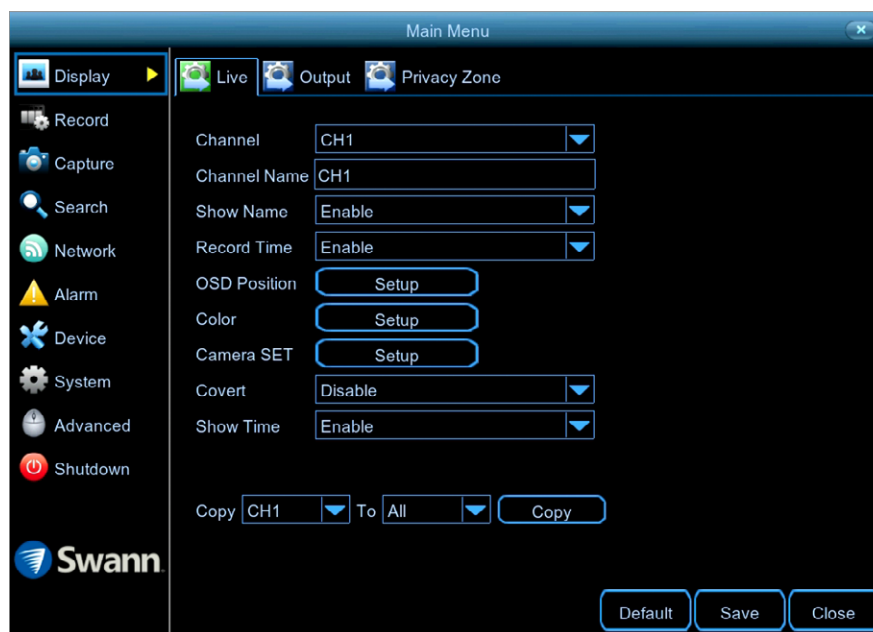 Main Menu
Display
Record
Capture
Search
Network
Alarm
Device
System
Advanced
Shutdown
Swann
Live Output Privacy Zone
Channel CH1
Channel Name CH1
Show Name Enable
Record Time Enable
OSD Position Setup
Color Setup
Camera SET Setup
Covert Disable
Show Time Enable
Copy CH1 To All Copy
Default Save Close